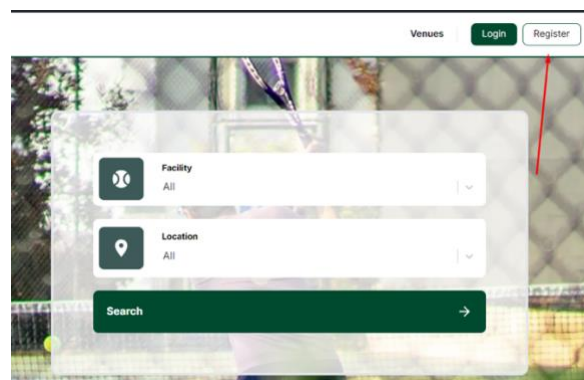 Venues Login Register
Facility
All
Location
All
Search